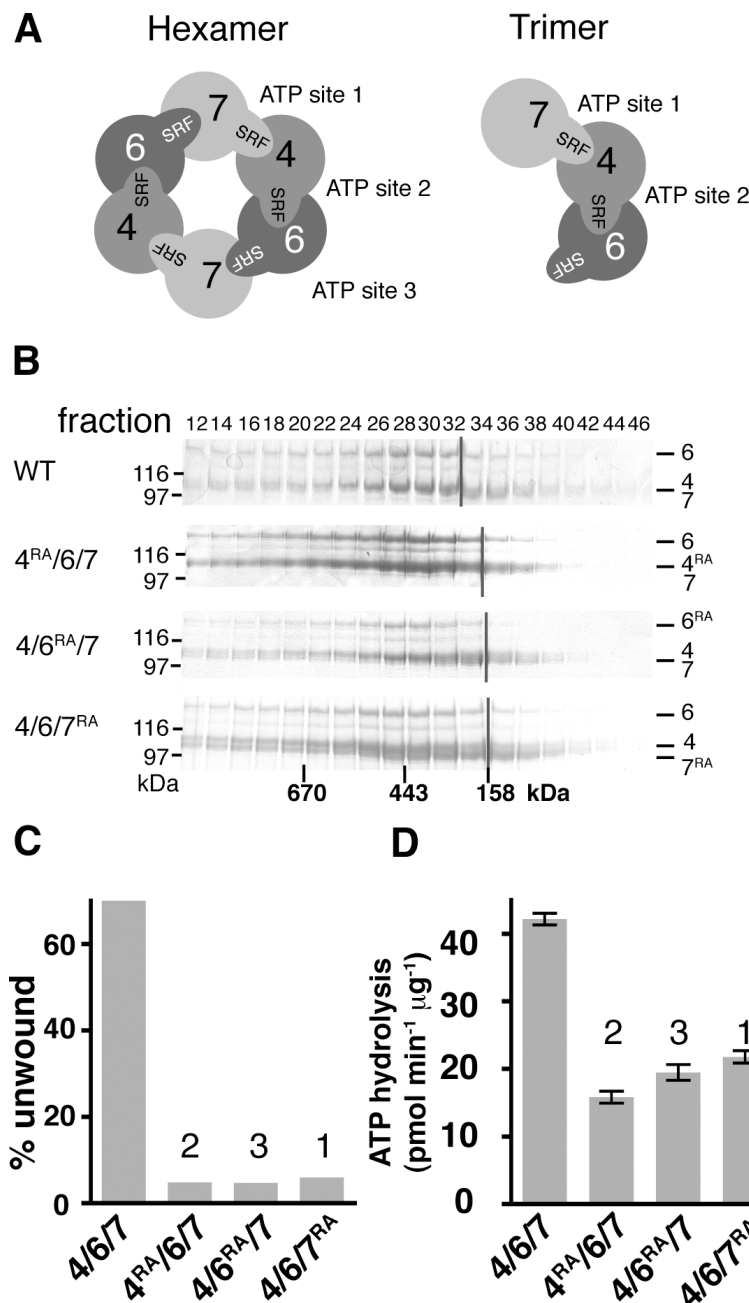 A
Hexamer
Trimer
7
ATP site 1
SRF
SRF
6
4
SRF
SRF
ATP site 2
4
6
SRF
SRF
7
ATP site 3
7
ATP site 1
SRF
4
ATP site 2
SRF
6
SRF
B
fraction 12 14 16 18 20 22 24 26 28 30 32 34 36 38 40 42 44 46
WT
116
97
6
4
7
4RA/6/7
116
97
6
4RA
7
4/6RA/7
116
97
6RA
4
7
4/6/7RA
116
97
6
4
7RA
kDa
670 443 158 kDa
C
% unwound
60
40
20
0
2 3 1
4/6/7 4RA/6/7 4/6RA/7 4/6/7RA
D
ATP hydrolysis
(pmol min-1 µg-1)
40
30
20
10
0
2 3 1
4/6/7 4RA/6/7 4/6RA/7 4/6/7RA